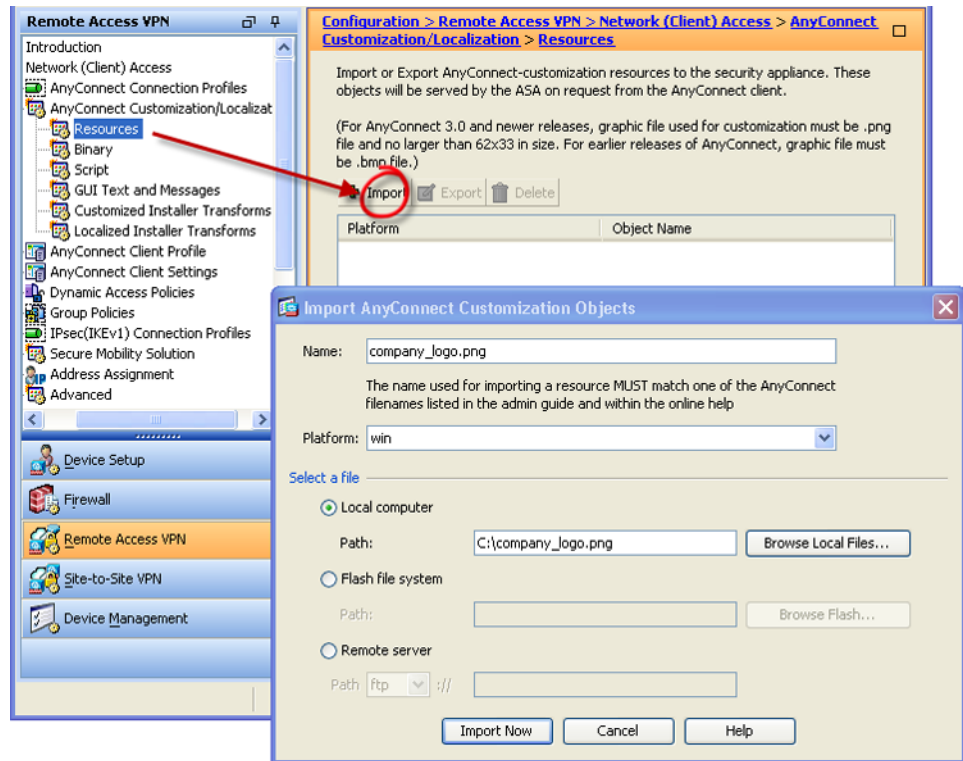 Remote Access VPN
Introduction
Network (Client) Access
AnyConnect Connection Profiles
AnyConnect Customization/Localizat
Resources
Binary
Script
GUI Text and Messages
Customized Installer Transforms
Localized Installer Transforms
AnyConnect Client Profile
AnyConnect Client Settings
Dynamic Access Policies
Group Policies
IPsec(IKEv1) Connection Profiles
Secure Mobility Solution
Address Assignment
Advanced
Device Setup
Firewall
Remote Access VPN
Site-to-Site VPN
Device Management
Configuration > Remote Access VPN > Network (Client) Access > AnyConnect
Customization/Localization > Resources
Import or Export AnyConnect-customization resources to the security appliance. These
objects will be served by the ASA on request from the AnyConnect client.
(For AnyConnect 3.0 and newer releases, graphic file used for customization must be .png
file and no larger than 62x33 in size. For earlier releases of AnyConnect, graphic file must
be .bmp file.)
Import Export Delete
Platform Object Name
Import AnyConnect Customization Objects
Name: company_logo.png
The name used for importing a resource MUST match one of the AnyConnect
filenames listed in the admin guide and within the online help
Platform: win
Select a file
Local computer
Path: C:\company_logo.png Browse Local Files...
Flash file system
Path: Browse Flash...
Remote server
Path ftp ://
Import Now Cancel Help